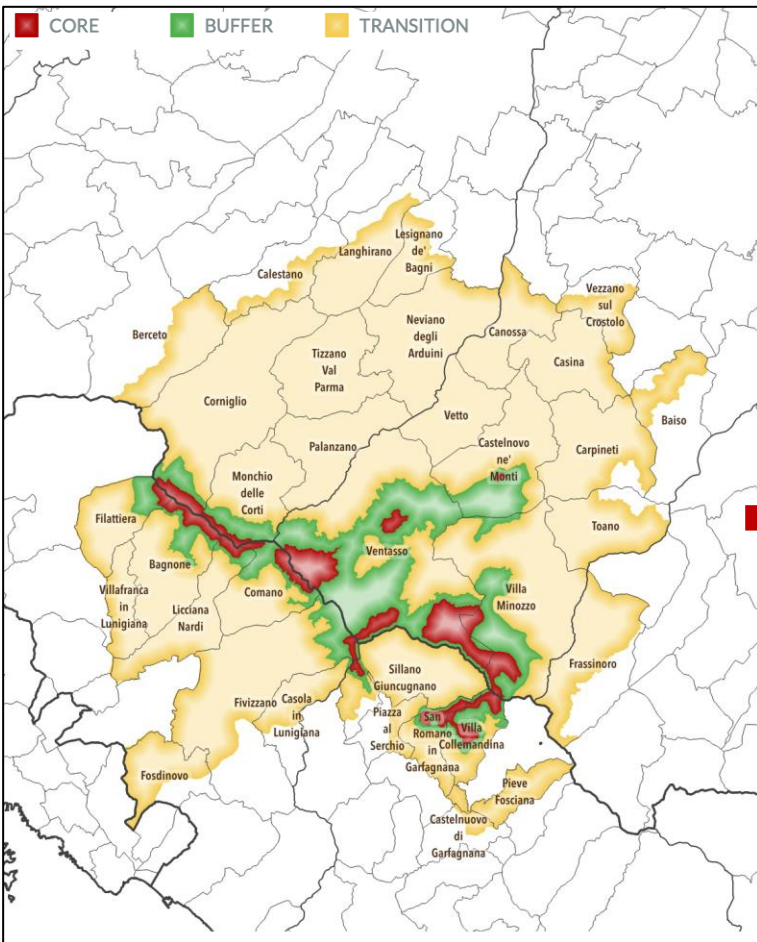 CORE
BUFFER
TRANSITION
Lesignano
de'
Bagni
Langhirano
Calestano
Vezzano
sul
Crostolo
Berceto
Neviano
degli
Arduini
Canossa
Tizzano
Val
Parma
Casina
Corniglio
Vetto
Baiso
Palanzano
Castelnovo
ne'
Monti
Carpineti
Monchio
delle
Corti
Filattiera
Toano
Bagnone
Ventasso
Villafranca
in
Lunigiana
Licciana
Nardi
Comano
Villa
Minozzo
Frassinoro
Sillano
Giuncugnano
Fivizzano
Casola
in
Lunigiana
Piazza
al
Serchio
San
Romano
in
Garfagnana
Villa
Collemandina
Fosdinovo
Pieve
Fosciana
Castelnuovo
di
Garfagnana